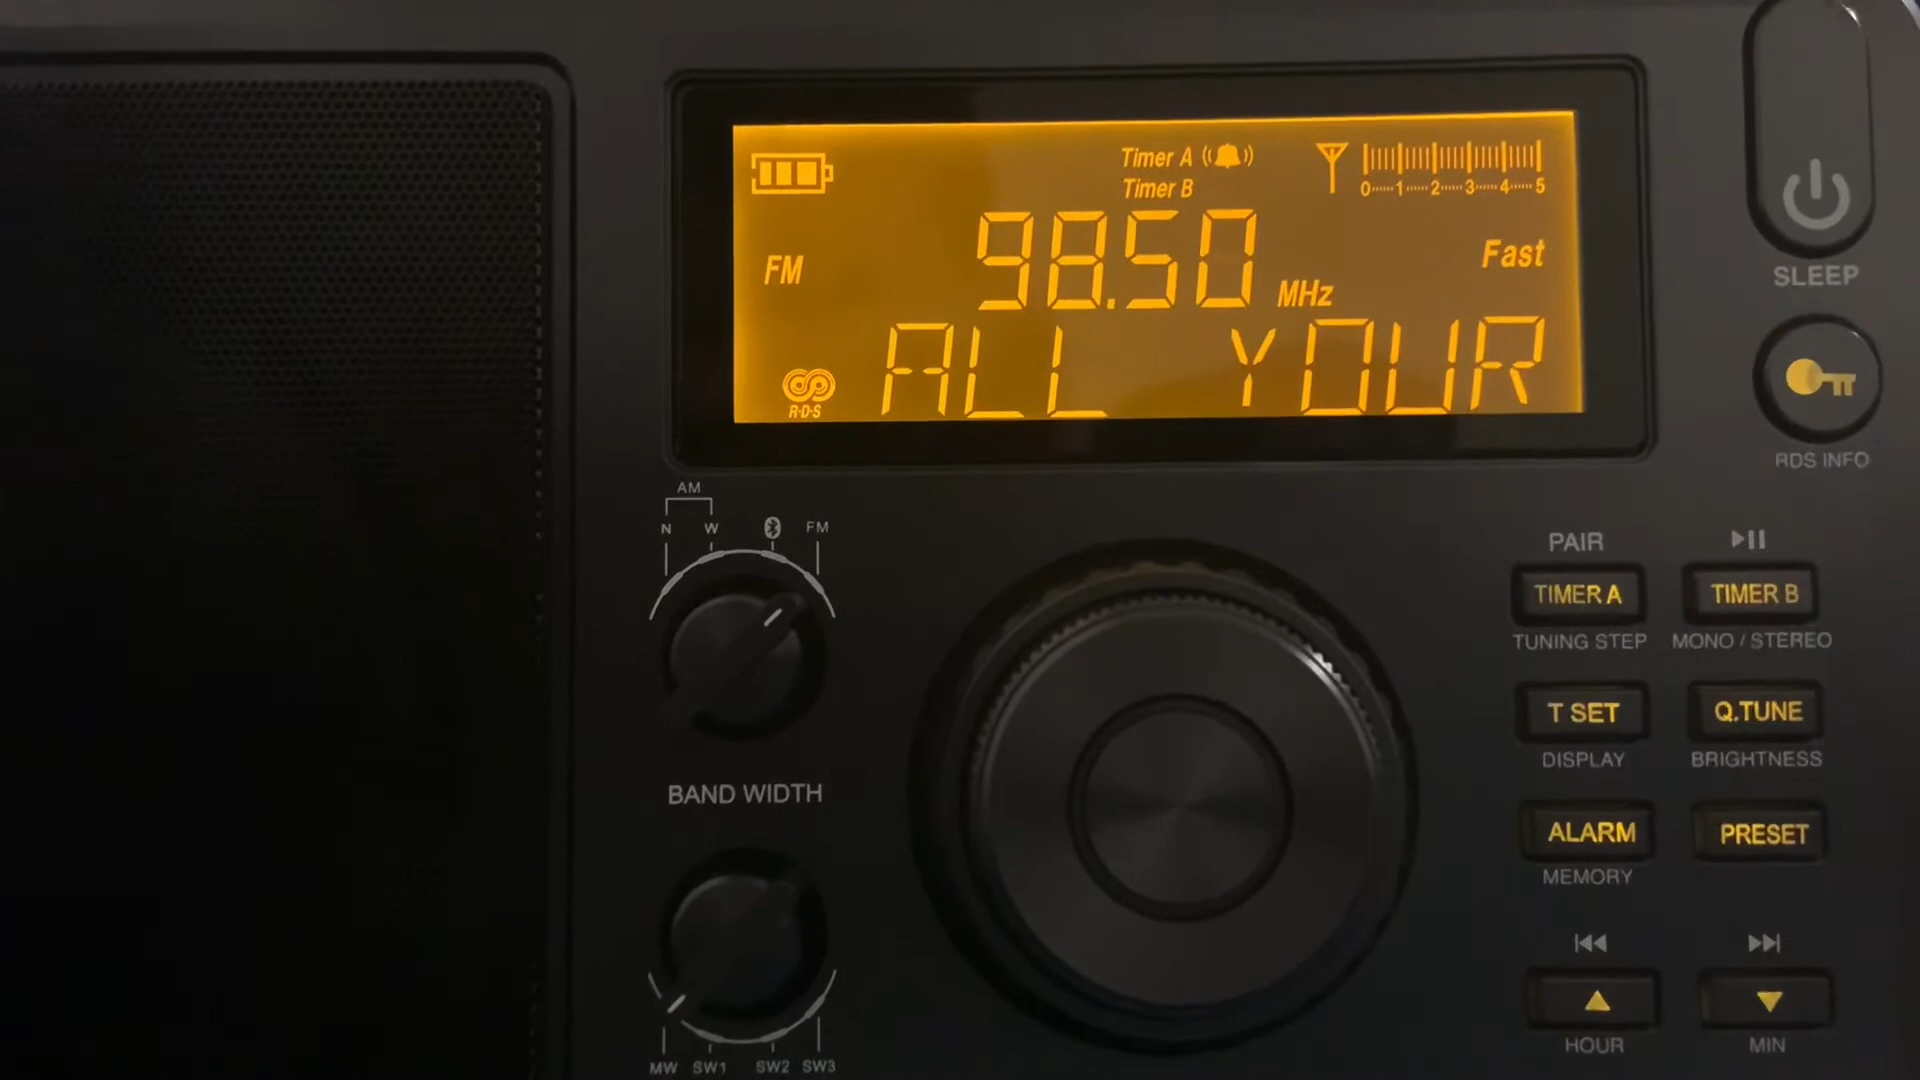 Timer A
Timer B
0 1 2 3 4 5
98.50 MHz
FM
Fast
R·D·S
ALL YOUR
SLEEP
RDS INFO
AM
N W FM
BAND WIDTH
MW SW1 SW2 SW3
PAIR
TIMER A TIMER B
TUNING STEP MONO / STEREO
T SET Q.TUNE
DISPLAY BRIGHTNESS
ALARM PRESET
MEMORY
HOUR MIN